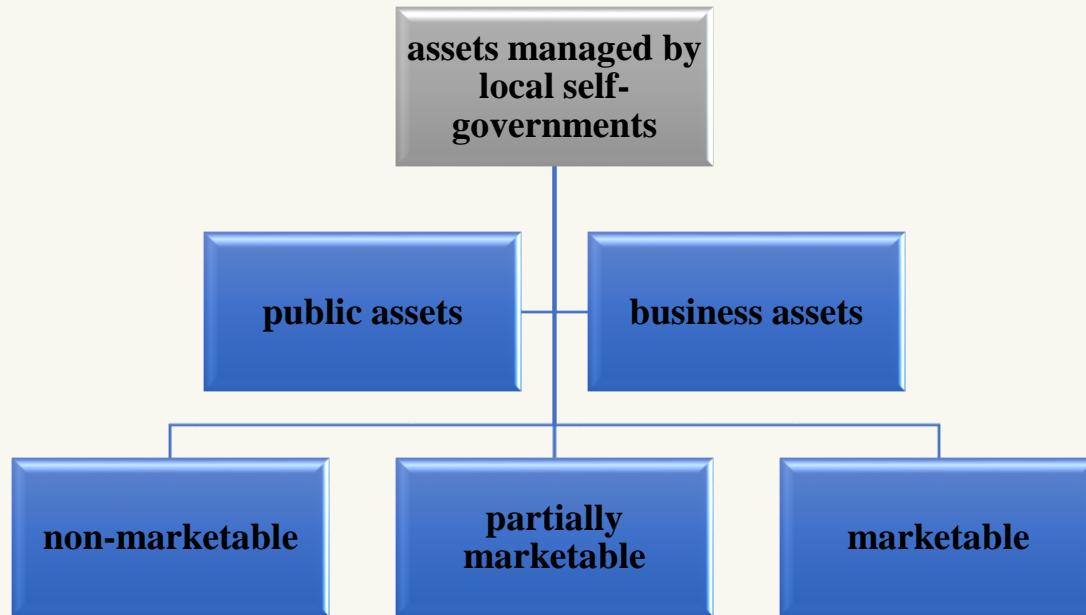 assets managed by
local self-
governments
public assets
business assets
non-marketable
partially
marketable
marketable